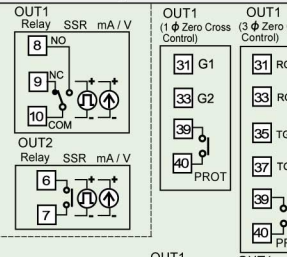 OUT1
Relay SSR mA / V
8 NO
9 NC
10 COM
+ +
- -
OUT2
Relay SSR mA / V
6
7
+ +
- -
OUT1
(1 ϕ Zero Cross
Control)
31 G1
33 G2
39
40
PROT
OUT1
(3 ϕ Zero
Control)
31
33
35
37
39
40
OUT1